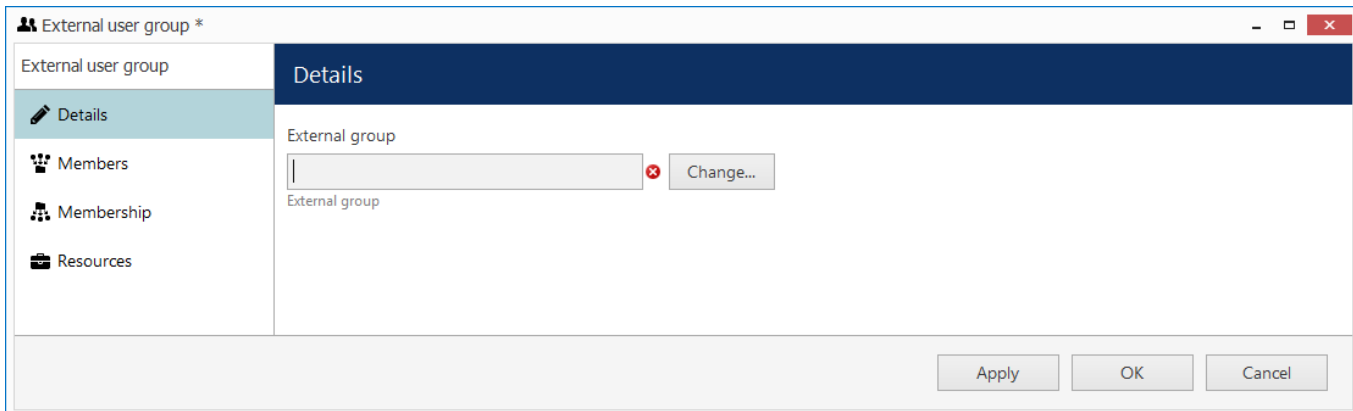 External user group *
External user group
Details
Members
Membership
Resources
Details
External group
Change...
External group
Apply
OK
Cancel